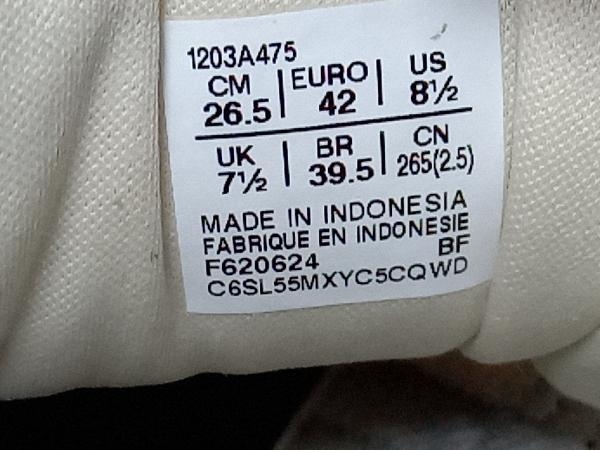 1203A475
CM EURO US
26.5 42 8½
UK BR CN
7½ 39.5 265(2.5)
MADE IN INDONESIA
FABRIQUE EN INDONESIE
F620624 BF
C6SL55MXYC5CQWD